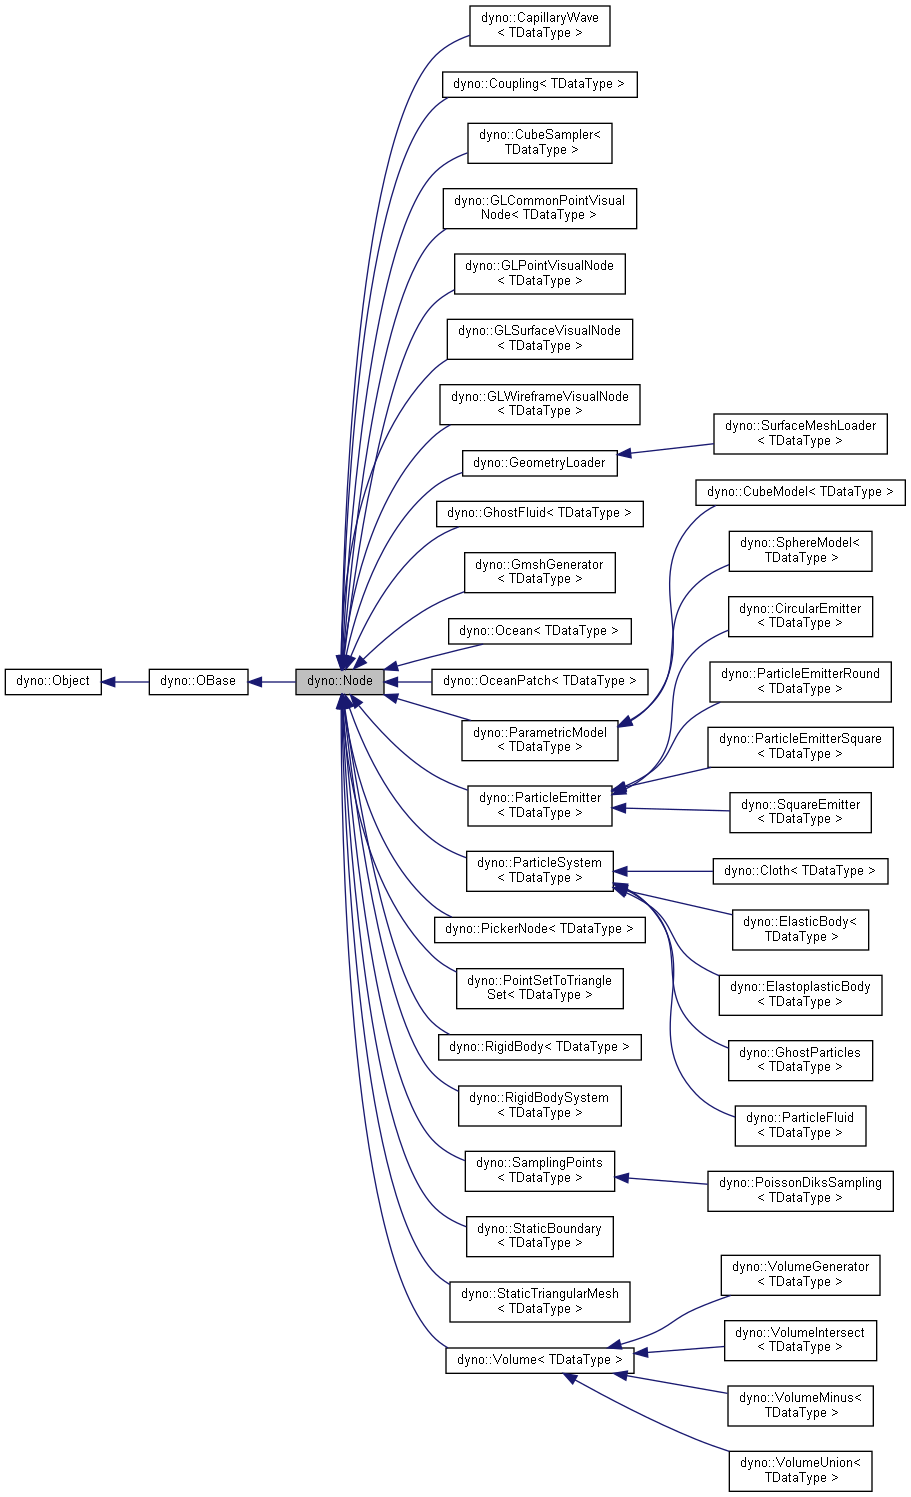 dyno::Object
dyno::OBase
dyno::Node
dyno::CapillaryWave
< TDataType >
dyno::Coupling< TDataType >
dyno::CubeSampler<
TDataType >
dyno::GLCommonPointVisual
Node< TDataType >
dyno::GLPointVisualNode
< TDataType >
dyno::GLSurfaceVisualNode
< TDataType >
dyno::GLWireframeVisualNode
< TDataType >
dyno::GeometryLoader
dyno::GhostFluid< TDataType >
dyno::GmshGenerator
< TDataType >
dyno::Ocean< TDataType >
dyno::OceanPatch< TDataType >
dyno::ParametricModel
< TDataType >
dyno::ParticleEmitter
< TDataType >
dyno::ParticleSystem
< TDataType >
dyno::PickerNode< TDataType >
dyno::PointSetToTriangle
Set< TDataType >
dyno::RigidBody< TDataType >
dyno::RigidBodySystem
< TDataType >
dyno::SamplingPoints
< TDataType >
dyno::StaticBoundary
< TDataType >
dyno::StaticTriangularMesh
< TDataType >
dyno::Volume< TDataType >
dyno::SurfaceMeshLoader
< TDataType >
dyno::CubeModel< TDataType >
dyno::SphereModel<
TDataType >
dyno::CircularEmitter
< TDataType >
dyno::ParticleEmitterRound
< TDataType >
dyno::ParticleEmitterSquare
< TDataType >
dyno::SquareEmitter
< TDataType >
dyno::Cloth< TDataType >
dyno::ElasticBody<
TDataType >
dyno::ElastoplasticBody
< TDataType >
dyno::GhostParticles
< TDataType >
dyno::ParticleFluid
< TDataType >
dyno::PoissonDiksSampling
< TDataType >
dyno::VolumeGenerator
< TDataType >
dyno::VolumeIntersect
< TDataType >
dyno::VolumeMinus<
TDataType >
dyno::VolumeUnion<
TDataType >